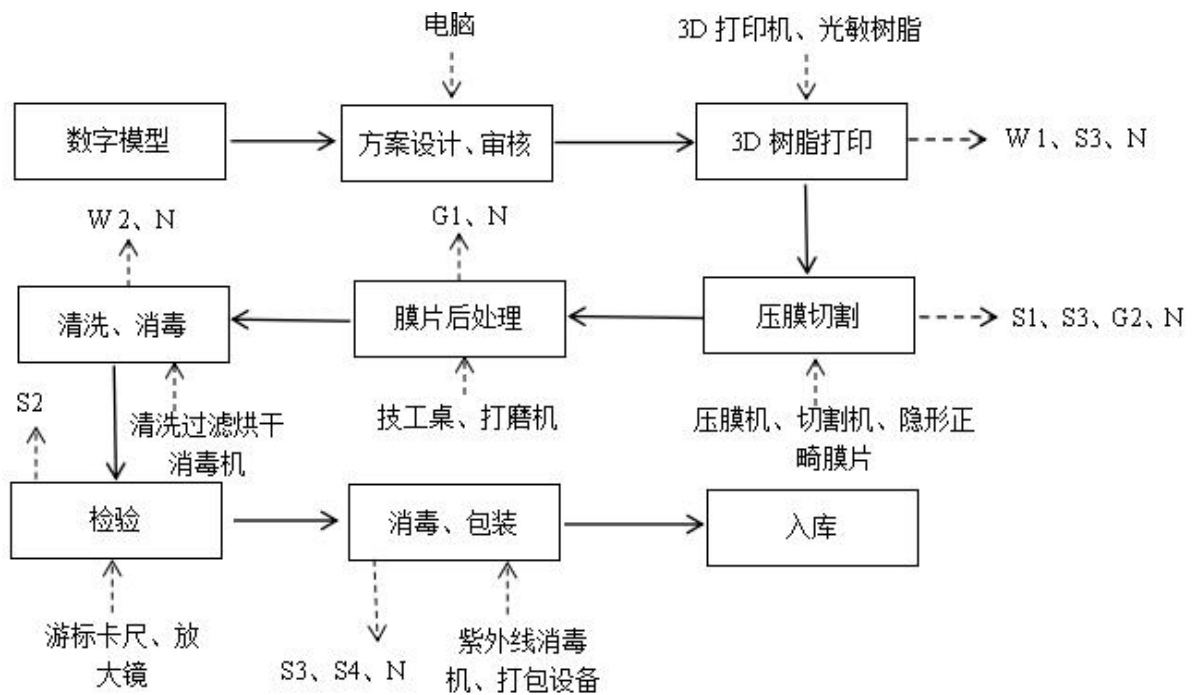 电脑
3D 打印机、光敏树脂
数字模型
方案设计、审核
3D 树脂打印
W1、S3、N
W2、N
G1、N
清洗、消毒
膜片后处理
压膜切割
S1、S3、G2、N
S2
清洗过滤烘干
消毒机
技工桌、打磨机
压膜机、切割机、隐形正
畸膜片
检验
消毒、包装
入库
游标卡尺、放
大镜
S3、S4、N
紫外线消毒
机、打包设备